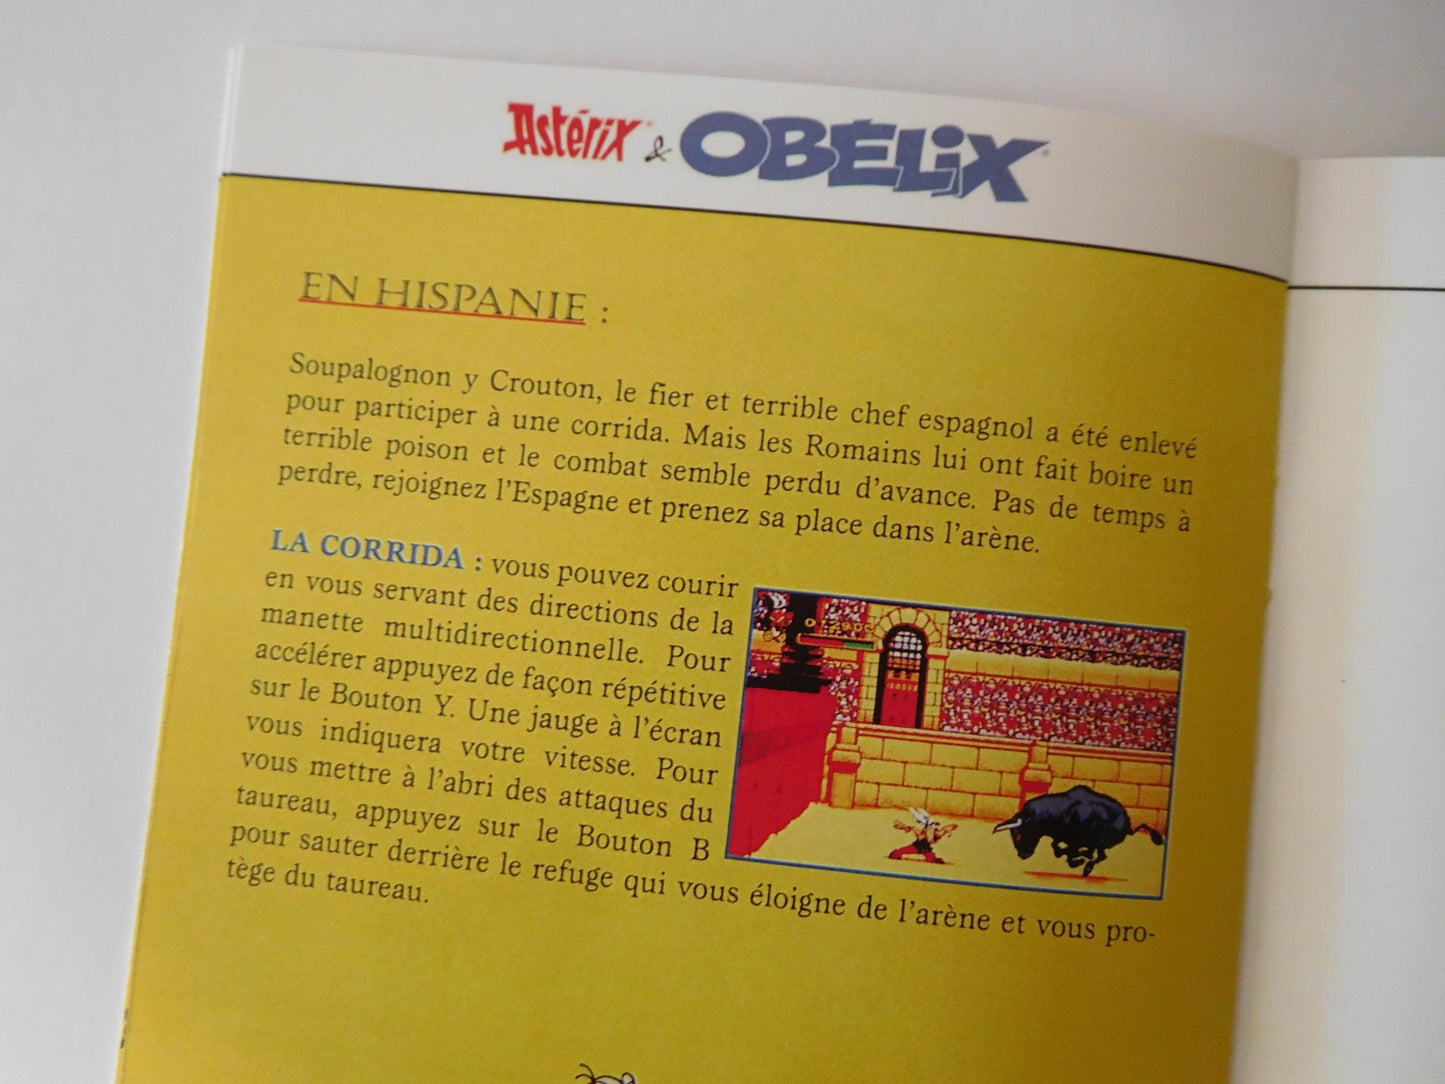 Astérix & OBÉLIX
EN HISPANIE :
Soupalognon y Crouton, le fier et terrible chef espagnol a été enlevé
pour participer à une corrida. Mais les Romains lui ont fait boire un
terrible poison et le combat semble perdu d'avance. Pas de temps à
perdre, rejoignez l'Espagne et prenez sa place dans l'arène.
LA CORRIDA : vous pouvez courir
en vous servant des directions de la
manette multidirectionnelle. Pour
accélérer appuyez de façon répétitive
sur le Bouton Y. Une jauge à l'écran
vous indiquera votre vitesse. Pour
vous mettre à l'abri des attaques du
taureau, appuyez sur le Bouton B
pour sauter derrière le refuge qui vous éloigne de l'arène et vous pro-
tège du taureau.